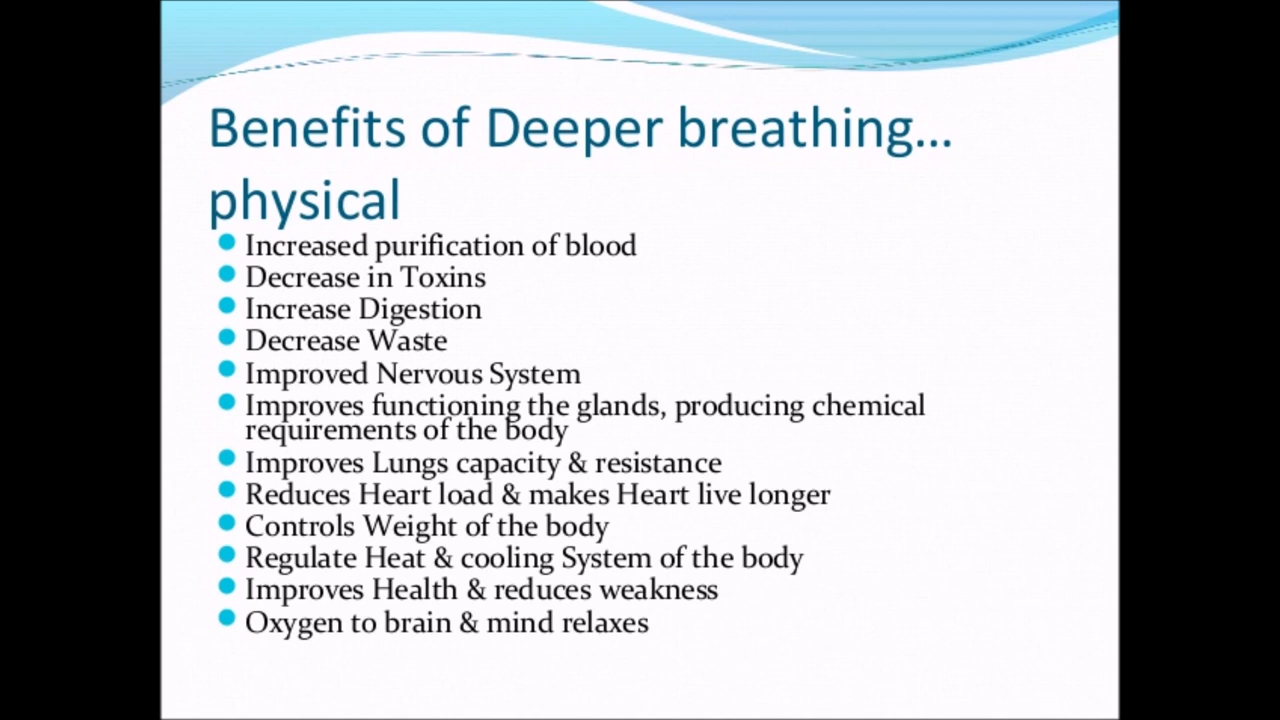 Benefits of Deeper breathing...
physical
Increased purification of blood
Decrease in Toxins
Increase Digestion
Decrease Waste
Improved Nervous System
Improves functioning the glands, producing chemical
requirements of the body
Improves Lungs capacity & resistance
Reduces Heart load & makes Heart live longer
Controls Weight of the body
Regulate Heat & cooling System of the body
Improves Health & reduces weakness
Oxygen to brain & mind relaxes